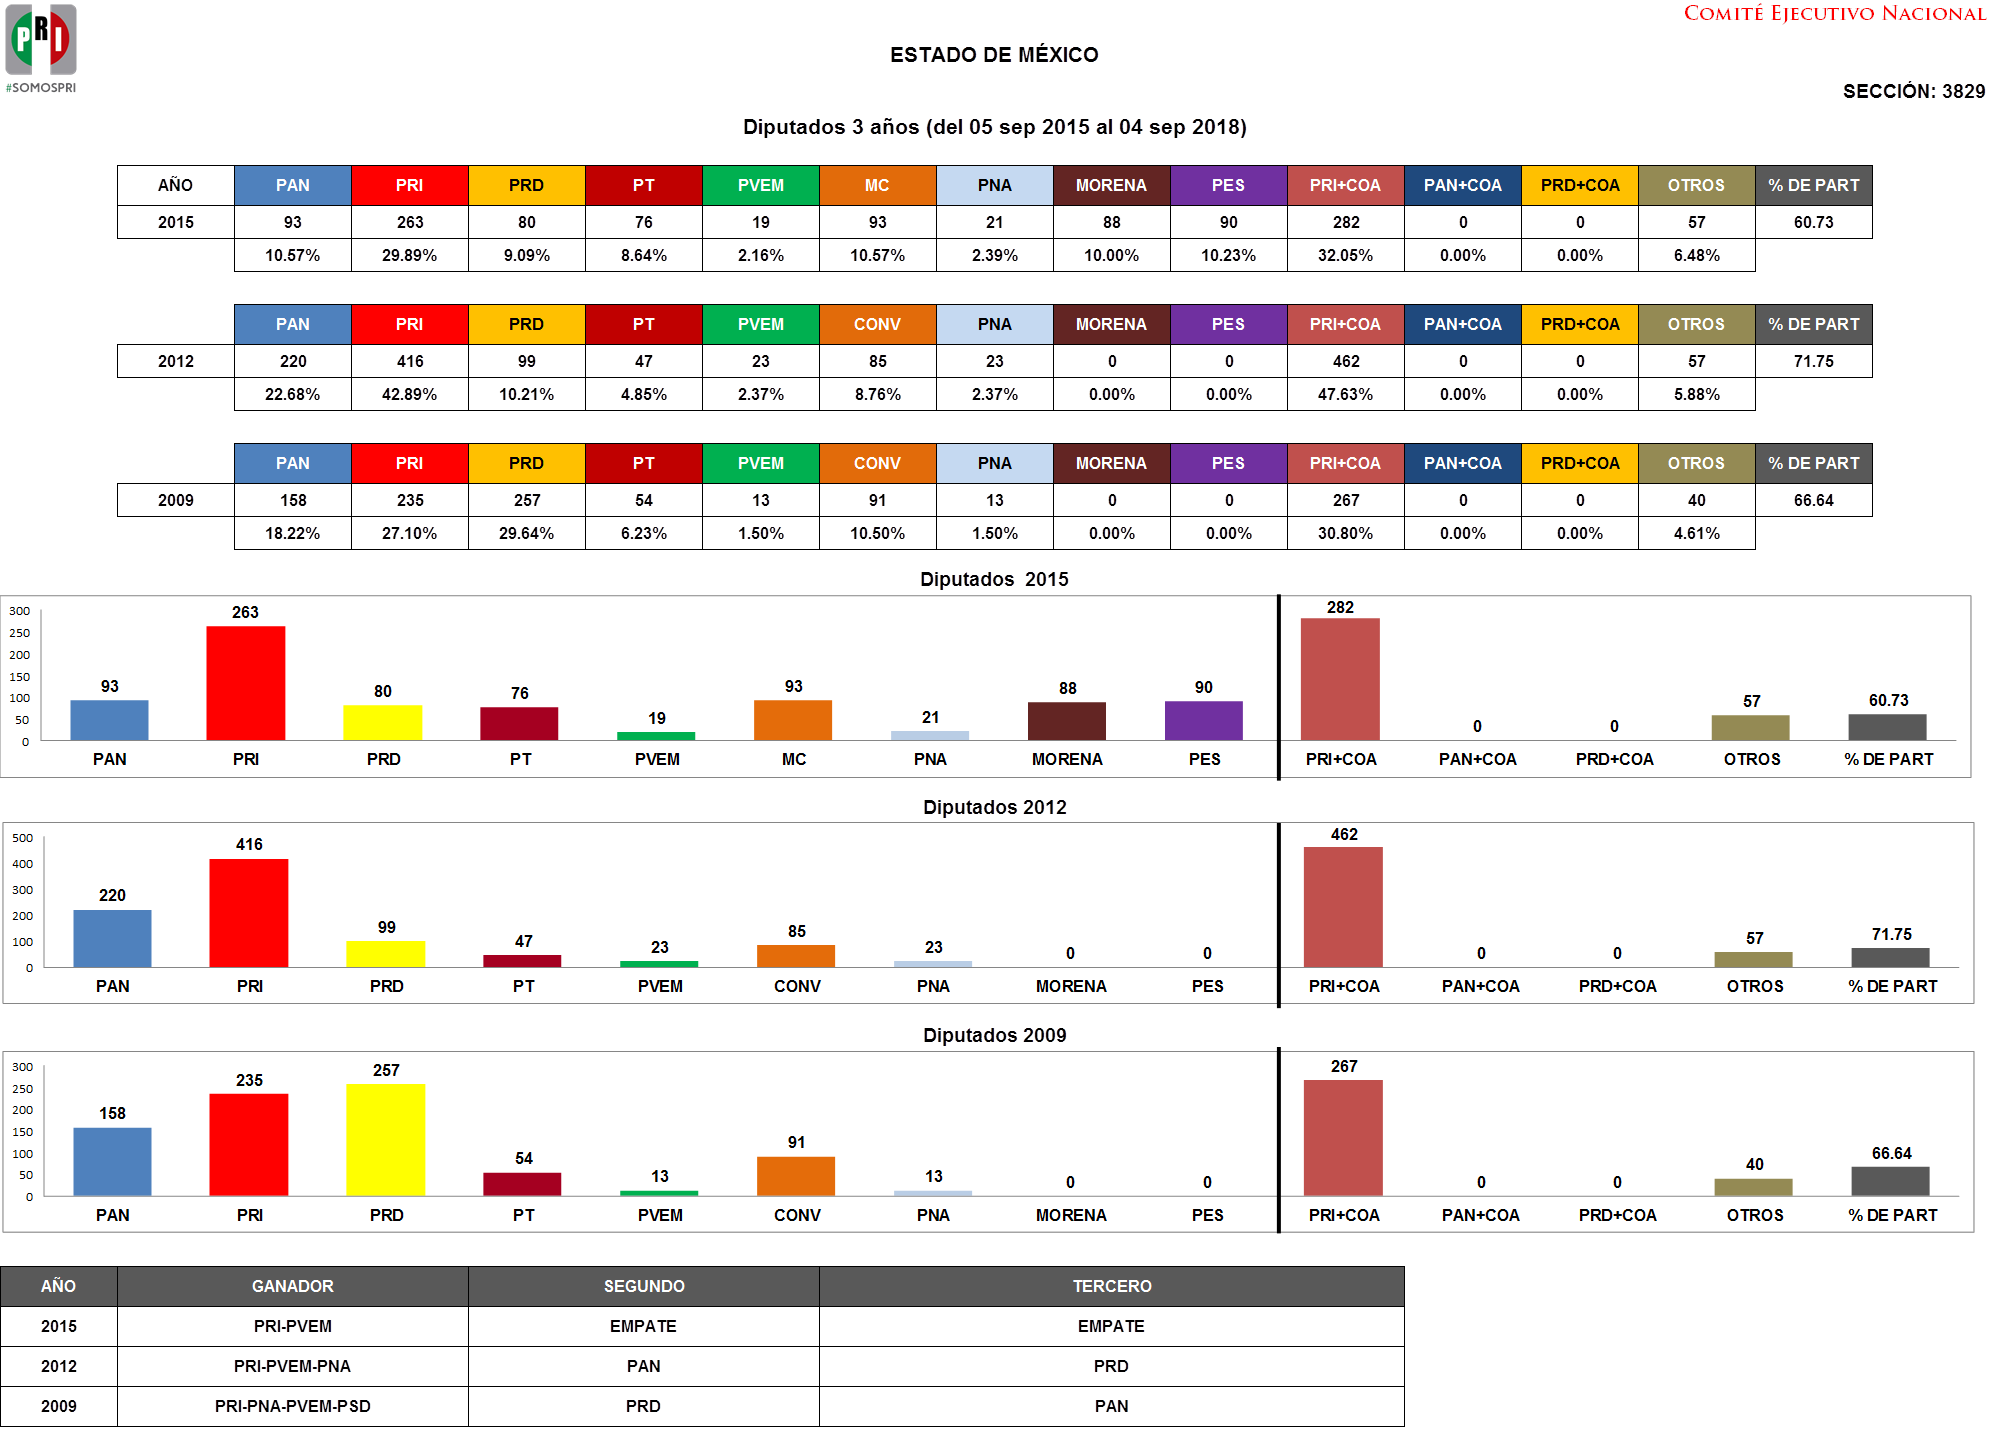 COMITÉ EJECUTIVO NACIONAL
PRI
#SOMOSPRI
ESTADO DE MÉXICO
SECCIÓN: 3829
Diputados 3 años (del 05 sep 2015 al 04 sep 2018)
AÑO PAN PRI PRD PT PVEM MC PNA MORENA PES PRI+COA PAN+COA PRD+COA OTROS % DE PART
2015 93 263 80 76 19 93 21 88 90 282 0 0 57 60.73
10.57% 29.89% 9.09% 8.64% 2.16% 10.57% 2.39% 10.00% 10.23% 32.05% 0.00% 0.00% 6.48%
PAN PRI PRD PT PVEM CONV PNA MORENA PES PRI+COA PAN+COA PRD+COA OTROS % DE PART
2012 220 416 99 47 23 85 23 0 0 462 0 0 57 71.75
22.68% 42.89% 10.21% 4.85% 2.37% 8.76% 2.37% 0.00% 0.00% 47.63% 0.00% 0.00% 5.88%
PAN PRI PRD PT PVEM CONV PNA MORENA PES PRI+COA PAN+COA PRD+COA OTROS % DE PART
2009 158 235 257 54 13 91 13 0 0 267 0 0 40 66.64
18.22% 27.10% 29.64% 6.23% 1.50% 10.50% 1.50% 0.00% 0.00% 30.80% 0.00% 0.00% 4.61%
Diputados 2015
300
250
200
150
100
50
0
93 263 80 76 19 93 21 88 90 282 0 0 57 60.73
PAN PRI PRD PT PVEM MC PNA MORENA PES PRI+COA PAN+COA PRD+COA OTROS % DE PART
Diputados 2012
500
400
300
200
100
0
220 416 99 47 23 85 23 0 0 462 0 0 57 71.75
PAN PRI PRD PT PVEM CONV PNA MORENA PES PRI+COA PAN+COA PRD+COA OTROS % DE PART
Diputados 2009
300
250
200
150
100
50
0
158 235 257 54 13 91 13 0 0 267 0 0 40 66.64
PAN PRI PRD PT PVEM CONV PNA MORENA PES PRI+COA PAN+COA PRD+COA OTROS % DE PART
AÑO GANADOR SEGUNDO TERCERO
2015 PRI-PVEM EMPATE EMPATE
2012 PRI-PVEM-PNA PAN PRD
2009 PRI-PNA-PVEM-PSD PRD PAN